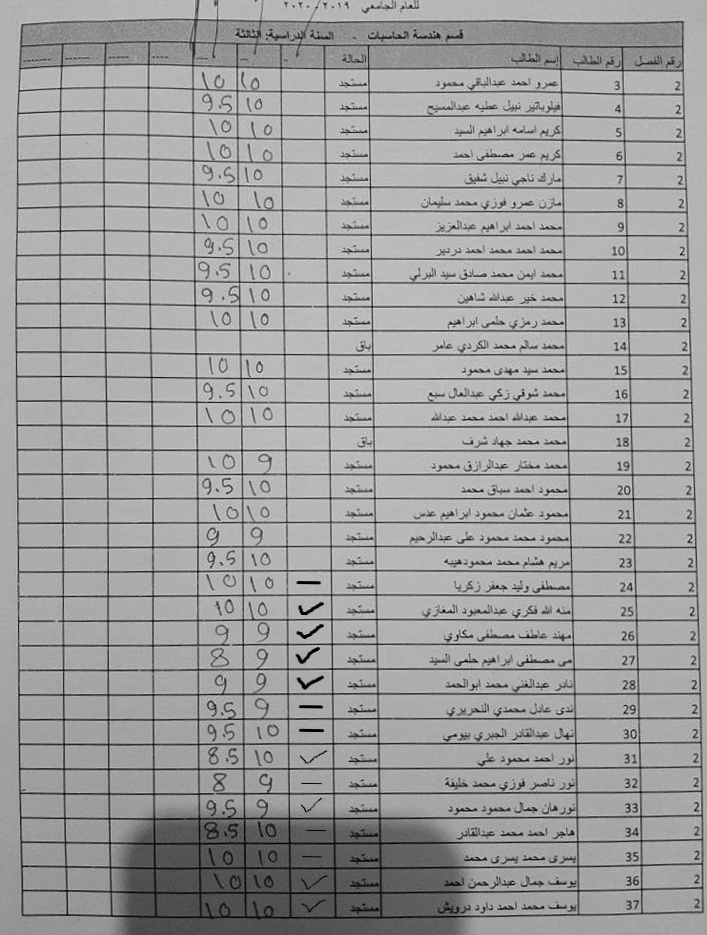 للعام الجامعي ٢٠١٩ - ٢٠٢٠
قسم هندسة الحاسبات - السنة الدراسية: الثالثة
رقم الفصل رقم الطالب إسم الطالب الحالة
2 3 عمرو احمد عبدالباقي محمود مستجد 10 10
2 4 فيلوباتير نبيل عطيه عبدالمسيح مستجد 10 9.5
2 5 كريم اسامه ابراهيم السيد مستجد 10 10
2 6 كريم عمر مصطفى احمد مستجد 10 10
2 7 مارك ناجي نبيل شفيق مستجد 10 9.5
2 8 مازن عمرو فوزي محمد سليمان مستجد 10 10
2 9 محمد احمد ابراهيم عبدالعزيز مستجد 10 10
2 10 محمد احمد محمد احمد دردير مستجد 10 9.5
2 11 محمد ايمن محمد صادق سيد البرلي مستجد 10 9.5
2 12 محمد خير عبدالله شاهين مستجد 10 9.5
2 13 محمد رمزي حلمى ابراهيم مستجد 10 10
2 14 محمد سالم محمد الكردي عامر باق
2 15 محمد سيد مهدى محمود مستجد 10 10
2 16 محمد شوقي زكي عبدالعال سبع مستجد 10 9.5
2 17 محمد عبدالله احمد محمد عبدالله مستجد 10 10
2 18 محمد محمد جهاد شرف باق
2 19 محمد مختار عبدالرازق محمود مستجد 9 10
2 20 محمود احمد سباق محمد مستجد 10 9.5
2 21 محمود عثمان محمود ابراهيم عدس مستجد 10 10
2 22 محمود محمد محمود على عبدالرحيم مستجد 9 9
2 23 مريم هشام محمد محمودهيبه مستجد 10 9.5
2 24 مصطفى وليد جعفر زكريا مستجد — 10 10
2 25 منه الله فكري عبدالمعبود المغازي مستجد ✓ 10 10
2 26 مهند عاطف مصطفى مكاوي مستجد ✓ 9 9
2 27 مى مصطفى ابراهيم حلمى السيد مستجد ✓ 9 8
2 28 نادر عبدالغني محمد ابوالحمد مستجد ✓ 9 9
2 29 ندى عادل محمدي التحريري مستجد — 9 9.5
2 30 نهال عبدالقادر الجبري بيومي مستجد — 10 9.5
2 31 نور احمد محمود علي مستجد ✓ 10 8.5
2 32 نور ناصر فوزي محمد خليفة مستجد — 9 8
2 33 نورهان جمال محمود محمود مستجد ✓ 9 9.5
2 34 هاجر احمد محمد عبدالقادر مستجد — 10 8.5
2 35 يسرى محمد يسرى محمد مستجد — 10 10
2 36 يوسف جمال عبدالرحمن احمد مستجد ✓ 10 10
2 37 يوسف محمد احمد داود درويش مستجد ✓ 10 10